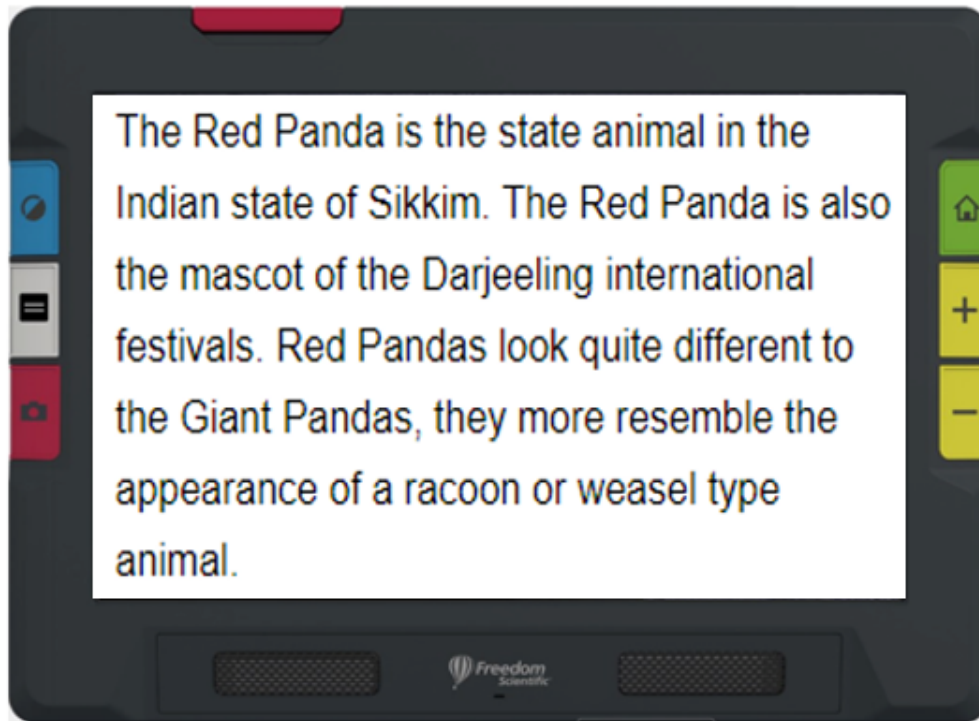 The Red Panda is the state animal in the
Indian state of Sikkim. The Red Panda is also
the mascot of the Darjeeling international
festivals. Red Pandas look quite different to
the Giant Pandas, they more resemble the
appearance of a racoon or weasel type
animal.
Freedom
Scientific